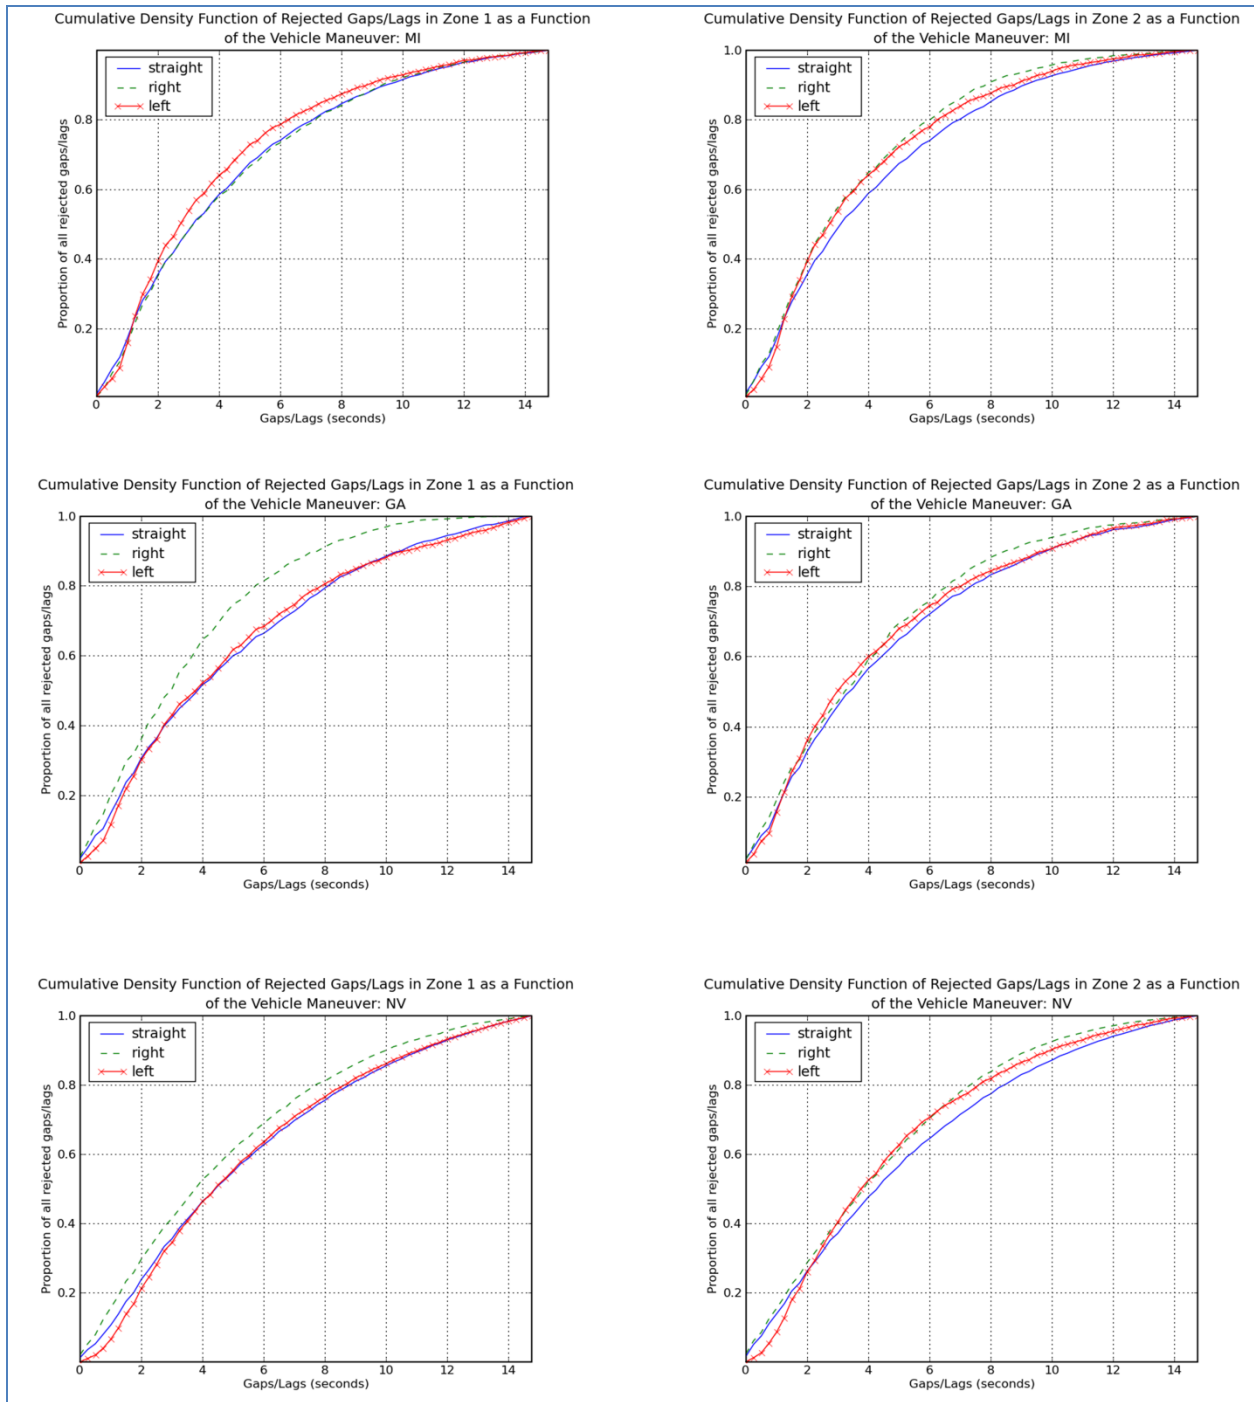 Cumulative Density Function of Rejected Gaps/Lags in Zone 1 as a Function
of the Vehicle Maneuver: MI
1.0
0.8
0.6
0.4
0.2
Proportion of all rejected gaps/lags
straight
right
left
0 2 4 6 8 10 12 14
Gaps/Lags (seconds)
Cumulative Density Function of Rejected Gaps/Lags in Zone 2 as a Function
of the Vehicle Maneuver: MI
1.0
0.8
0.6
0.4
0.2
Proportion of all rejected gaps/lags
straight
right
left
0 2 4 6 8 10 12 14
Gaps/Lags (seconds)
Cumulative Density Function of Rejected Gaps/Lags in Zone 1 as a Function
of the Vehicle Maneuver: GA
1.0
0.8
0.6
0.4
0.2
Proportion of all rejected gaps/lags
straight
right
left
0 2 4 6 8 10 12 14
Gaps/Lags (seconds)
Cumulative Density Function of Rejected Gaps/Lags in Zone 2 as a Function
of the Vehicle Maneuver: GA
1.0
0.8
0.6
0.4
0.2
Proportion of all rejected gaps/lags
straight
right
left
0 2 4 6 8 10 12 14
Gaps/Lags (seconds)
Cumulative Density Function of Rejected Gaps/Lags in Zone 1 as a Function
of the Vehicle Maneuver: NV
1.0
0.8
0.6
0.4
0.2
Proportion of all rejected gaps/lags
straight
right
left
0 2 4 6 8 10 12 14
Gaps/Lags (seconds)
Cumulative Density Function of Rejected Gaps/Lags in Zone 2 as a Function
of the Vehicle Maneuver: NV
1.0
0.8
0.6
0.4
0.2
Proportion of all rejected gaps/lags
straight
right
left
0 2 4 6 8 10 12 14
Gaps/Lags (seconds)